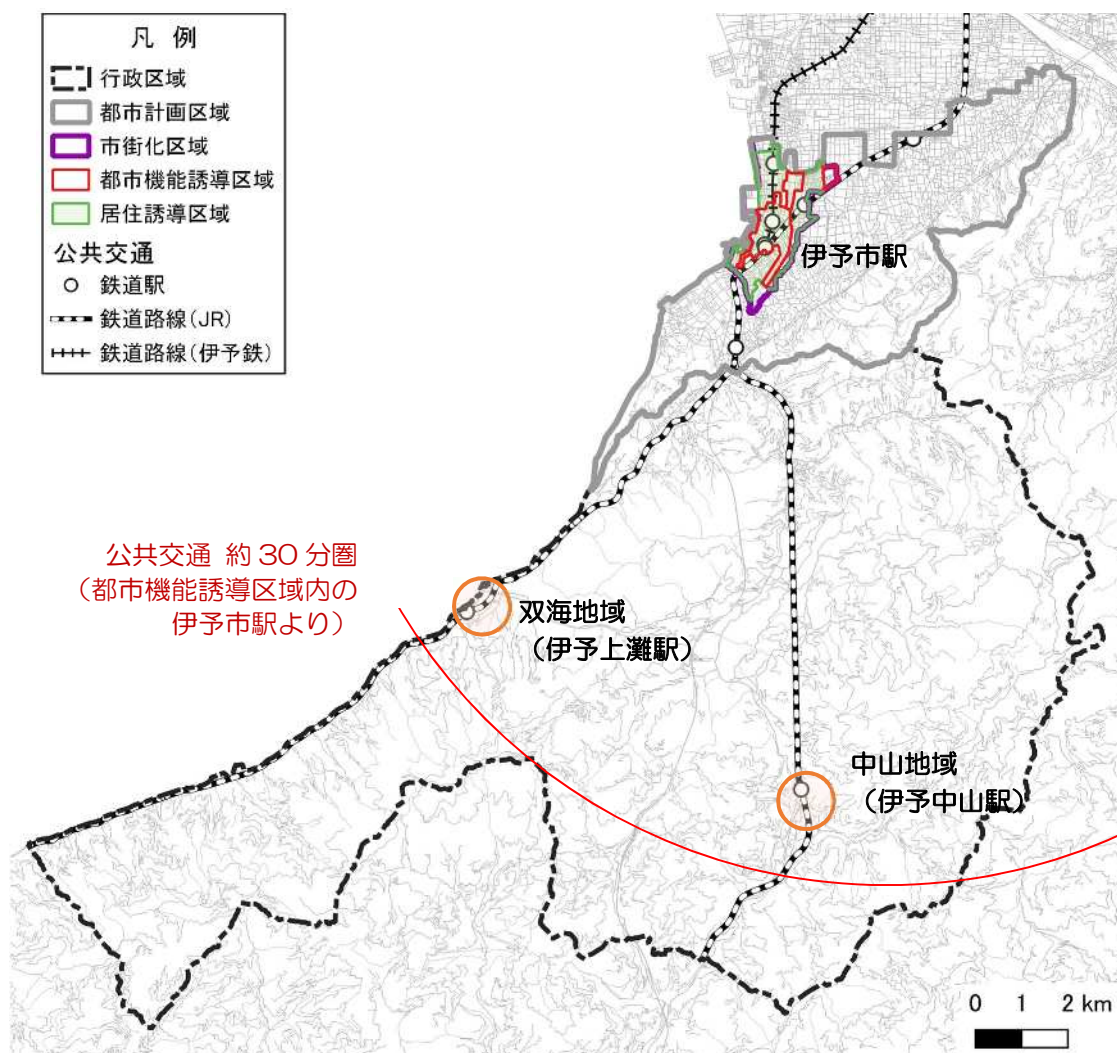 凡 例
行政区域
都市計画区域
市街化区域
都市機能誘導区域
居住誘導区域
公共交通
鉄道駅
鉄道路線(JR)
鉄道路線(伊予鉄)
伊予市駅
公共交通 約30分圏
(都市機能誘導区域内の
伊予市駅より)
双海地域
(伊予上灘駅)
中山地域
(伊予中山駅)
0 1 2 km